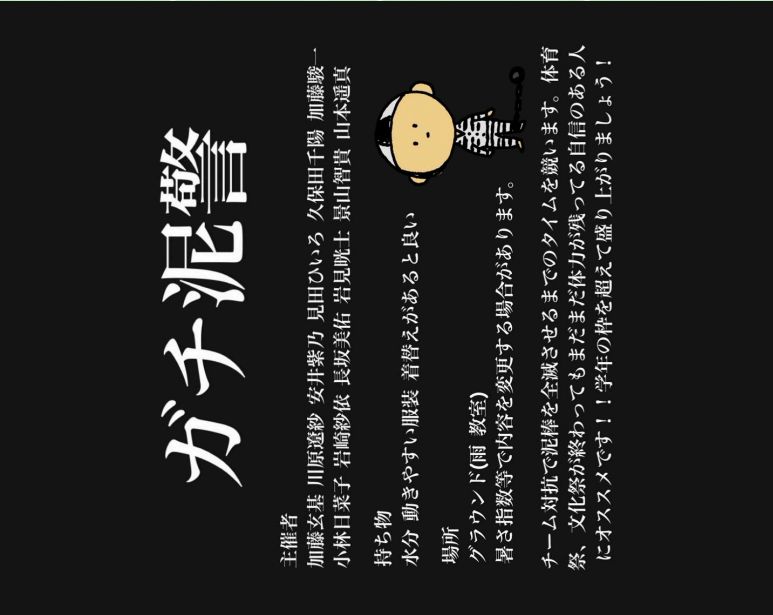 ガチ泥警
主催者
加藤玄基 川原遼紗 安井紫乃 見田ひいろ 久保田千陽 加藤駿一
小林日菜子 岩崎紗依 長坂美佑 岩見晄士 景山智貴 山本遥真
持ち物
水分 動きやすい服装 着替えがあると良い
場所
グラウンド(雨 教室)
暑さ指数等で内容を変更する場合があります。
チーム対抗で泥棒を全滅させるまでのタイムを競います。体育
祭、文化祭が終わってもまだまだ体力が残ってる自信のある人
にオススメです！！学年の枠を超えて盛り上がりましょう！